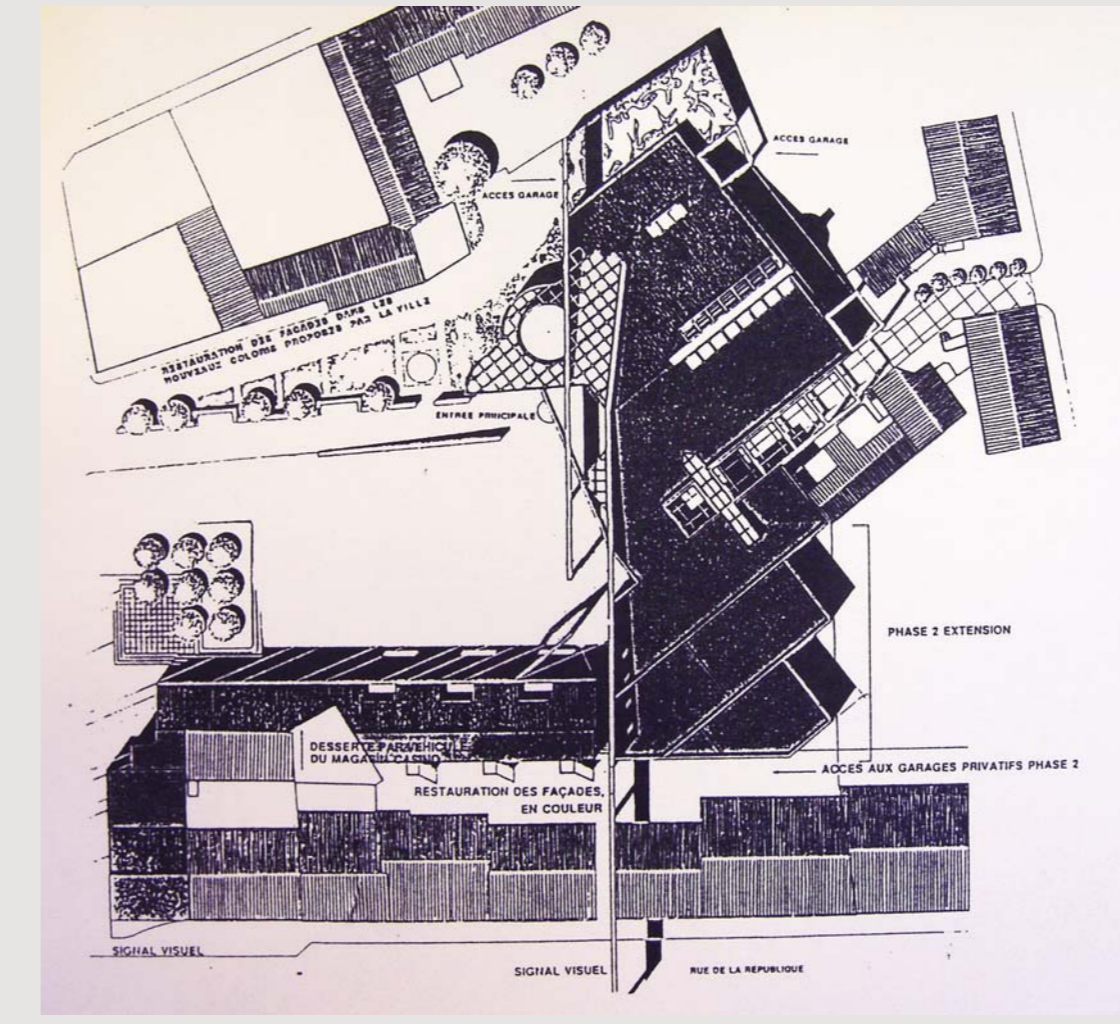 ACCES GARAGE
ACCES GARAGE
RESTAURATION DES FACADES DANS LES
NOUVEAUX COLORIS PROPOSES PAR LA VILLE
ENTREE PRINCIPALE
PHASE 2 EXTENSION
DESSERTE PAR VEHICULE
DU MAGASIN CASINO
ACCES AUX GARAGES PRIVATIFS PHASE 2
RESTAURATION DES FAÇADES,
EN COULEUR
SIGNAL VISUEL
SIGNAL VISUEL
RUE DE LA REPUBLIQUE